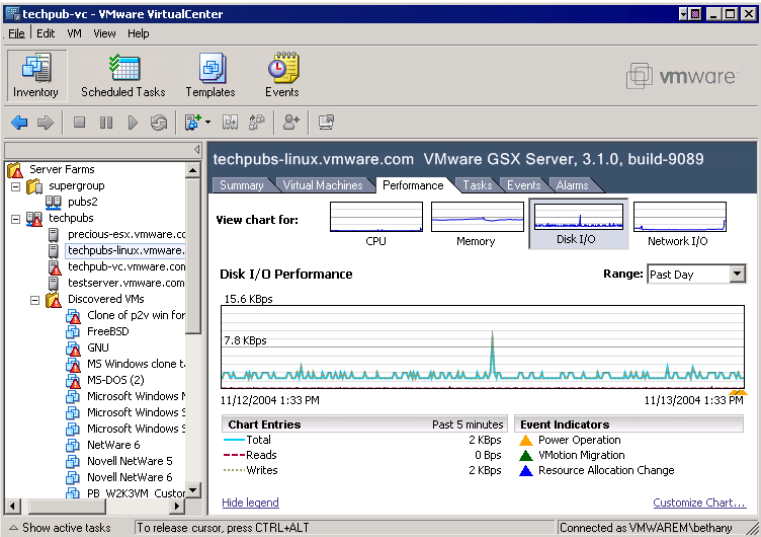 techpub-vc - VMware VirtualCenter
File Edit VM View Help
Inventory Scheduled Tasks Templates Events
vmware
Server Farms
supergroup
pubs2
techpubs
precious-esx.vmware.cc
techpubs-linux.vmware.
techpub-vc.vmware.com
testserver.vmware.com
Discovered VMs
Clone of p2v win for
FreeBSD
GNU
MS Windows clone t
MS-DOS (2)
Microsoft Windows N
Microsoft Windows S
Microsoft Windows S
NetWare 6
Novell NetWare 5
Novell NetWare 6
PB_W2K3VM_Custor
techpubs-linux.vmware.com VMware GSX Server, 3.1.0, build-9089
Summary Virtual Machines Performance Tasks Events Alarms
View chart for:
CPU Memory Disk I/O Network I/O
Disk I/O Performance
Range: Past Day
15.6 KBps
7.8 KBps
11/12/2004 1:33 PM 11/13/2004 1:33 PM
Chart Entries Past 5 minutes Event Indicators
Total 2 KBps Power Operation
Reads 0 Bps VMotion Migration
Writes 2 KBps Resource Allocation Change
Hide legend Customize Chart...
Show active tasks To release cursor, press CTRL+ALT Connected as VMWAREM\bethany